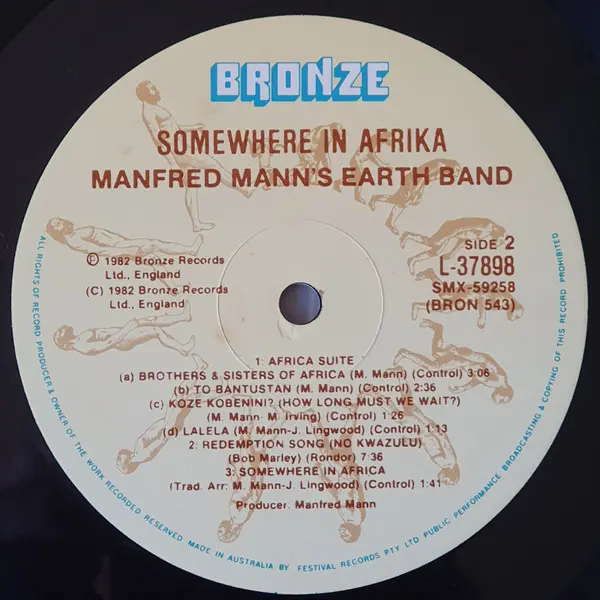 BRONZE
SOMEWHERE IN AFRIKA
MANFRED MANN'S EARTH BAND
Ⓟ 1982 Bronze Records
Ltd., England
(C) 1982 Bronze Records
Ltd., England
SIDE 2
L-37898
SMX-59258
(BRON 543)
1: AFRICA SUITE
(a) BROTHERS & SISTERS OF AFRICA (M. Mann) (Control) 3:06
(b) TO BANTUSTAN (M. Mann) (Control) 2:36
(c) KOZE KOBENINI? (HOW LONG MUST WE WAIT?)
(M. Mann- M. Irving) (Control) 1:26
(d) LALELA (M. Mann-J. Lingwood) (Control) 1:13
2: REDEMPTION SONG (NO KWAZULU)
(Bob Marley) (Rondor) 7:36
3: SOMEWHERE IN AFRICA
(Trad. Arr: M. Mann-J. Lingwood) (Control) 1:41
Producer: Manfred Mann
ALL RIGHTS OF RECORD PRODUCER & OWNER OF THE WORK RECORDED RESERVED MADE IN AUSTRALIA BY FESTIVAL RECORDS PTY LTD PUBLIC PERFORMANCE BROADCASTING & COPYING OF THIS RECORD PROHIBITED